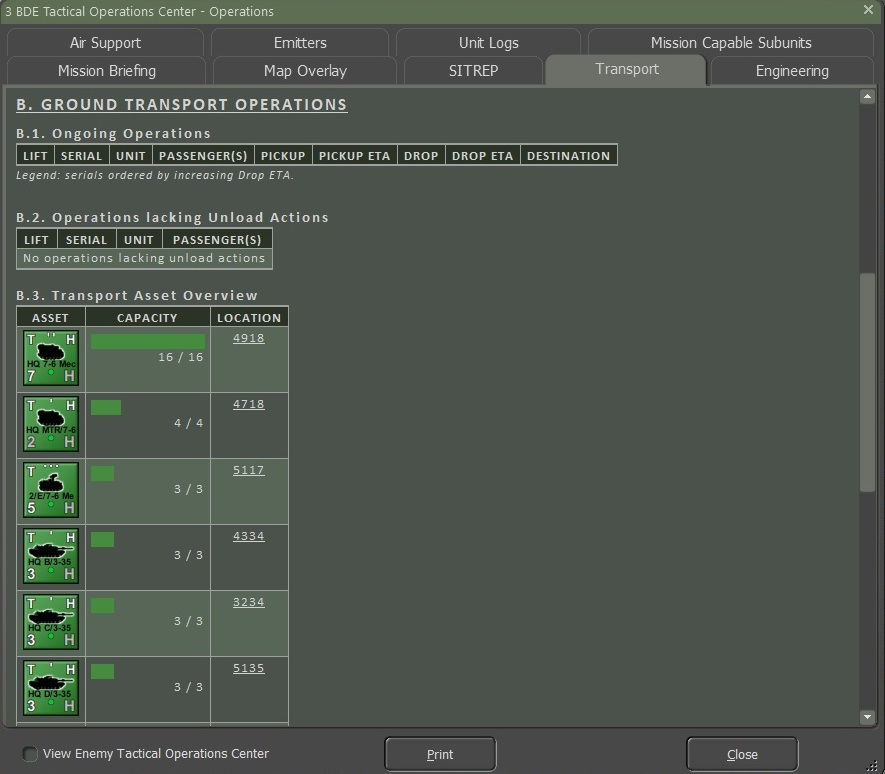 3 BDE Tactical Operations Center - Operations
Air Support Emitters Unit Logs Mission Capable Subunits
Mission Briefing Map Overlay SITREP Transport Engineering
B. GROUND TRANSPORT OPERATIONS
B.1. Ongoing Operations
LIFT SERIAL UNIT PASSENGER(S) PICKUP PICKUP ETA DROP DROP ETA DESTINATION
Legend: serials ordered by increasing Drop ETA.
B.2. Operations lacking Unload Actions
LIFT SERIAL UNIT PASSENGER(S)
No operations lacking unload actions
B.3. Transport Asset Overview
ASSET CAPACITY LOCATION
T H 4918
HQ 7-6 Mec 16 / 16
7 H
T H 4718
HQ MTR/7-6 4 / 4
2 H
T H 5117
2/E/7-6 Me 3 / 3
5 H
T H 4334
HQ B/3-35 3 / 3
3 H
T H 3234
HQ C/3-35 3 / 3
3 H
T H 5135
HQ D/3-35 3 / 3
3 H
View Enemy Tactical Operations Center Print Close